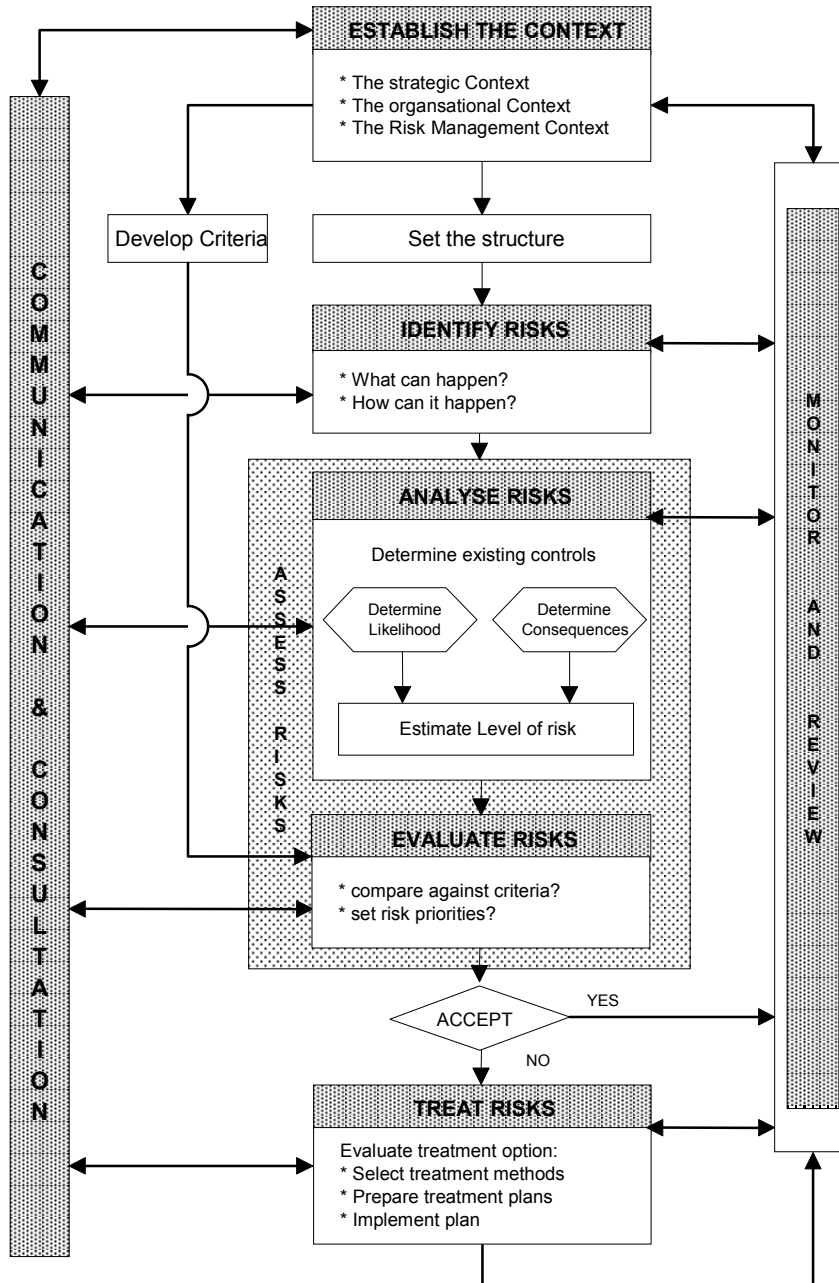 ESTABLISH THE CONTEXT
* The strategic Context
* The organsational Context
* The Risk Management Context
Develop Criteria
Set the structure
IDENTIFY RISKS
* What can happen?
* How can it happen?
ANALYSE RISKS
Determine existing controls
Determine
Likelihood
Determine
Consequences
Estimate Level of risk
ASSESS RISKS
EVALUATE RISKS
* compare against criteria?
* set risk priorities?
ACCEPT
YES
NO
TREAT RISKS
Evaluate treatment option:
* Select treatment methods
* Prepare treatment plans
* Implement plan
COMMUNICATION & CONSULTATION
MONITOR AND REVIEW